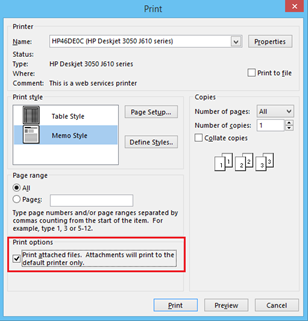 Print
Printer
Name: HP46DE0C (HP Deskjet 3050 J610 series) Properties
Status:
Type: HP Deskjet 3050 J610 series
Where: Print to file
Comment: This is a web services printer
Print style
Table Style
Memo Style
Page Setup...
Define Styles..
Copies
Number of pages: All
Number of copies: 1
Collate copies
1 1 2 2 3 3
Page range
All
Pages:
Type page numbers and/or page ranges separated by
commas counting from the start of the item. For
example, type 1, 3 or 5-12.
Print options
Print attached files. Attachments will print to the
default printer only.
Print Preview Cancel